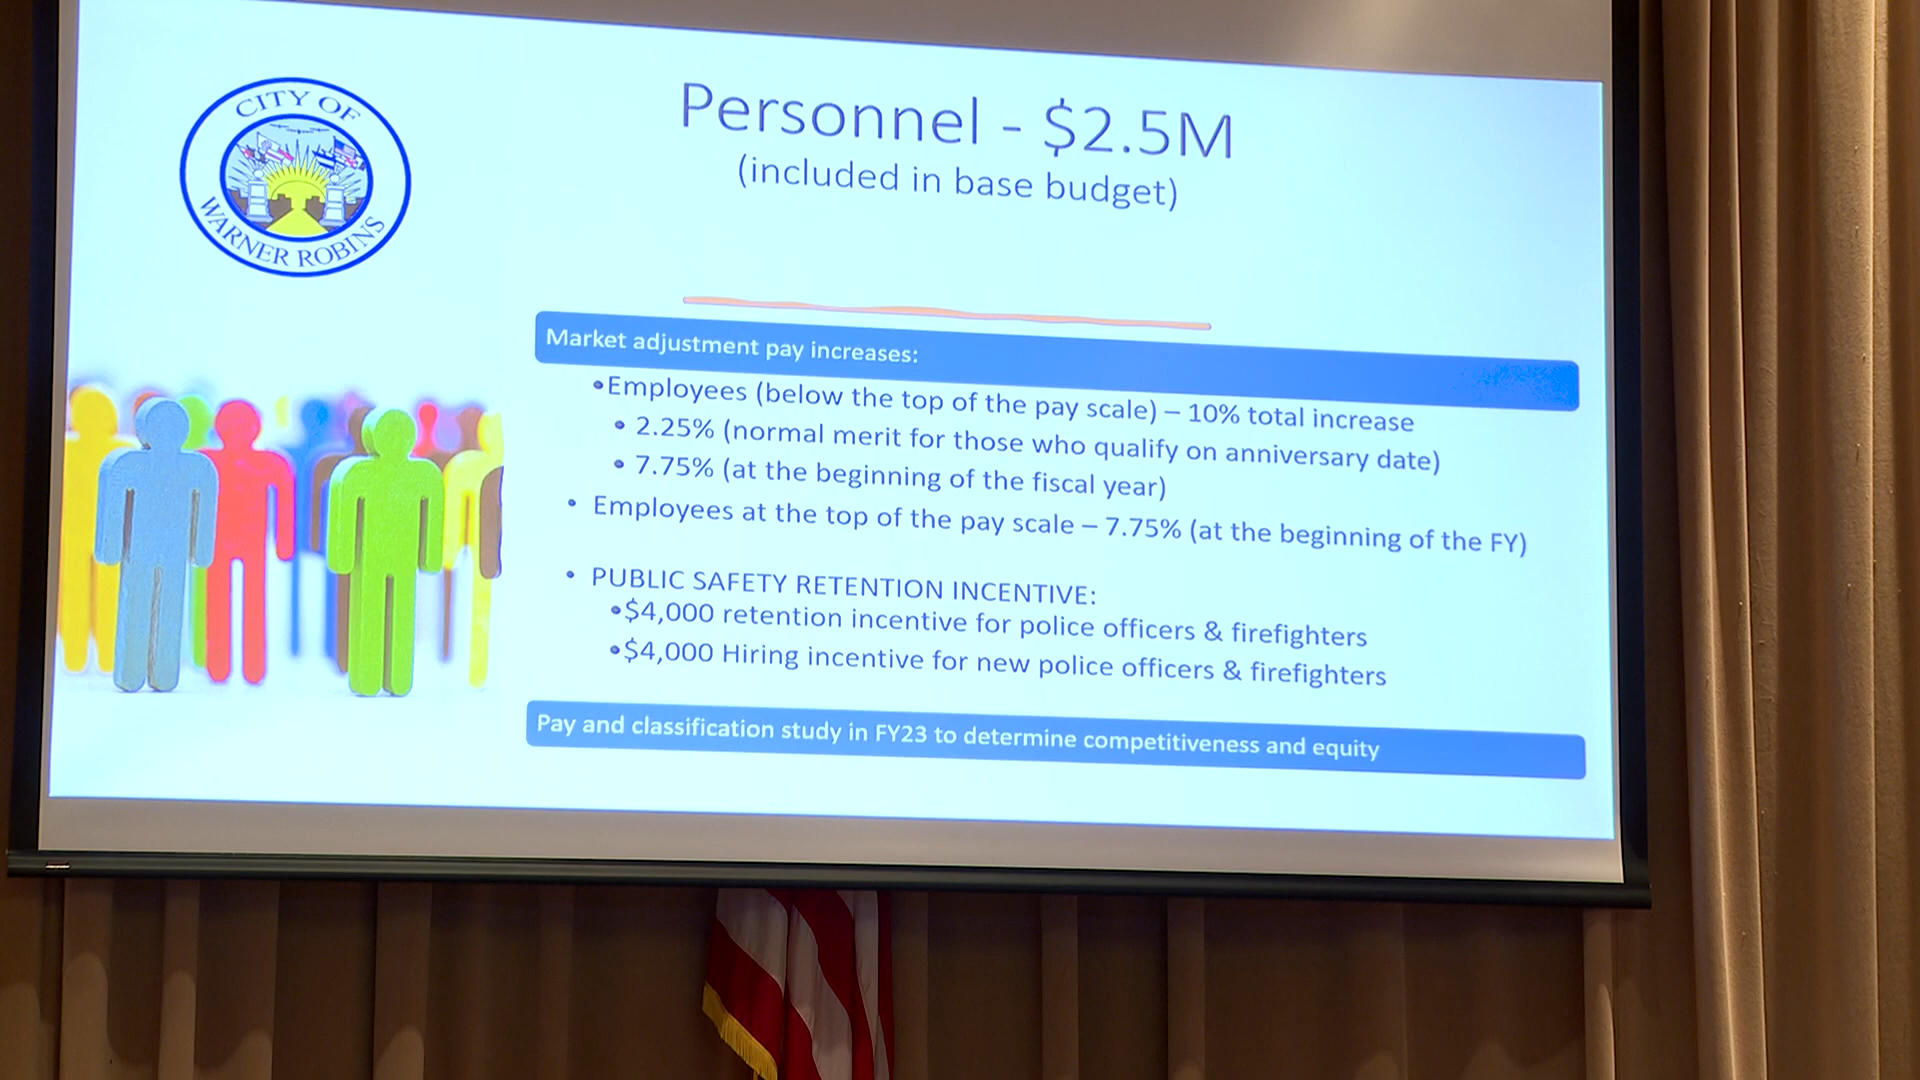 CITY OF
WARNER ROBINS
Personnel - $2.5M
(included in base budget)
Market adjustment pay increases:
•Employees (below the top of the pay scale) – 10% total increase
• 2.25% (normal merit for those who qualify on anniversary date)
• 7.75% (at the beginning of the fiscal year)
• Employees at the top of the pay scale – 7.75% (at the beginning of the FY)
• PUBLIC SAFETY RETENTION INCENTIVE:
•$4,000 retention incentive for police officers & firefighters
•$4,000 Hiring incentive for new police officers & firefighters
Pay and classification study in FY23 to determine competitiveness and equity